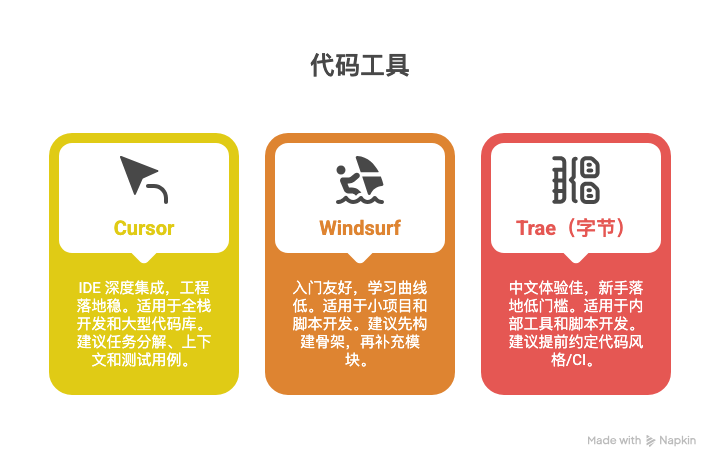 代码工具
Cursor
IDE 深度集成，工程
落地稳。适用于全栈
开发和大型代码库。
建议任务分解、上下
文和测试用例。
Windsurf
入门友好，学习曲线
低。适用于小项目和
脚本开发。建议先构
建骨架，再补充模
块。
Trae（字节）
中文体验佳，新手落
地低门槛。适用于内
部工具和脚本开发。
建议提前约定代码风
格/CI。
Made with Napkin